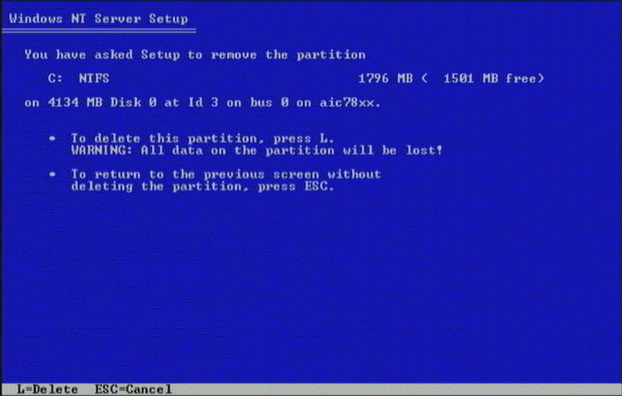 Windows NT Server Setup
You have asked Setup to remove the partition
C: NTFS 1796 MB ( 1501 MB free)
on 4134 MB Disk 0 at Id 3 on bus 0 on aic78xx.
• To delete this partition, press L.
WARNING: All data on the partition will be lost!
• To return to the previous screen without
deleting the partition, press ESC.
L=Delete ESC=Cancel